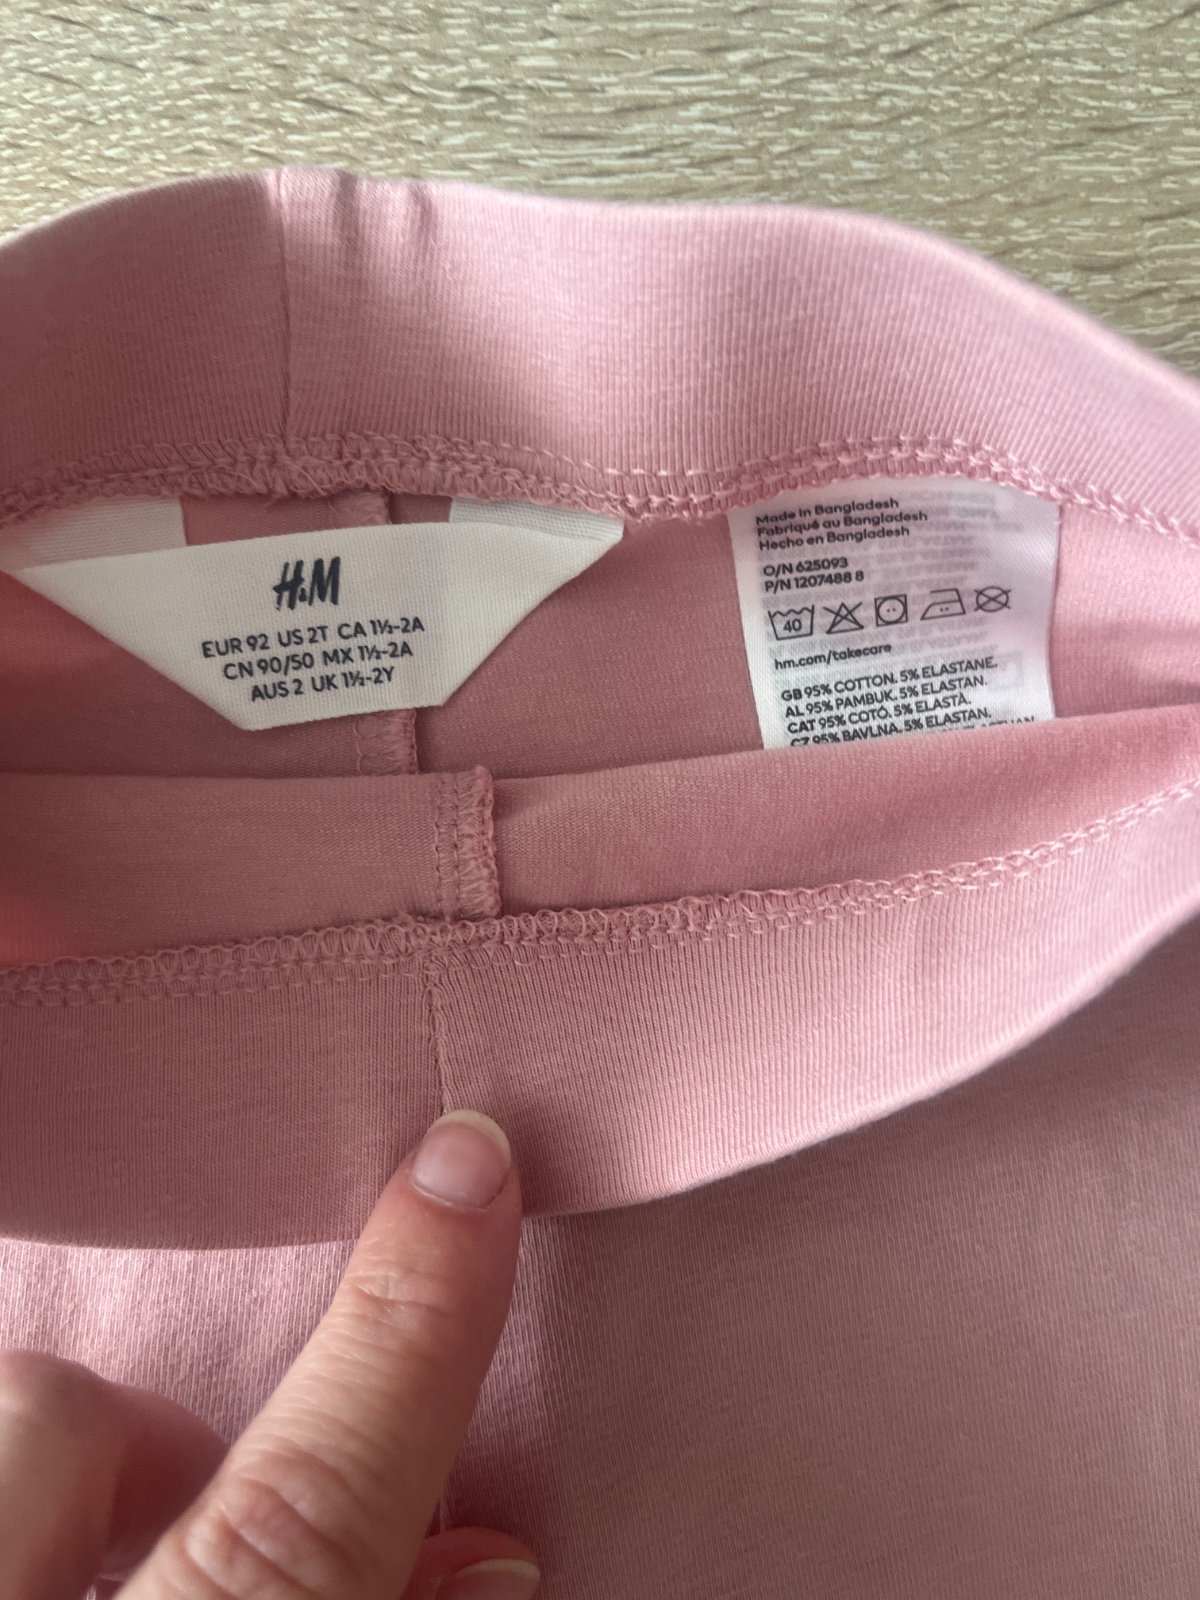 H&M
EUR 92 US 2T CA 1½-2A
CN 90/50 MX 1½-2A
AUS 2 UK 1½-2Y
Made in Bangladesh
Fabriqué au Bangladesh
Hecho en Bangladesh
O/N 625093
P/N 1207488 8
40
hm.com/takecare
GB 95% COTTON. 5% ELASTANE.
AL 95% PAMBUK. 5% ELASTAN.
CAT 95% COTÓ. 5% ELASTÀ.
CZ 95% BAVLNA. 5% ELASTAN.